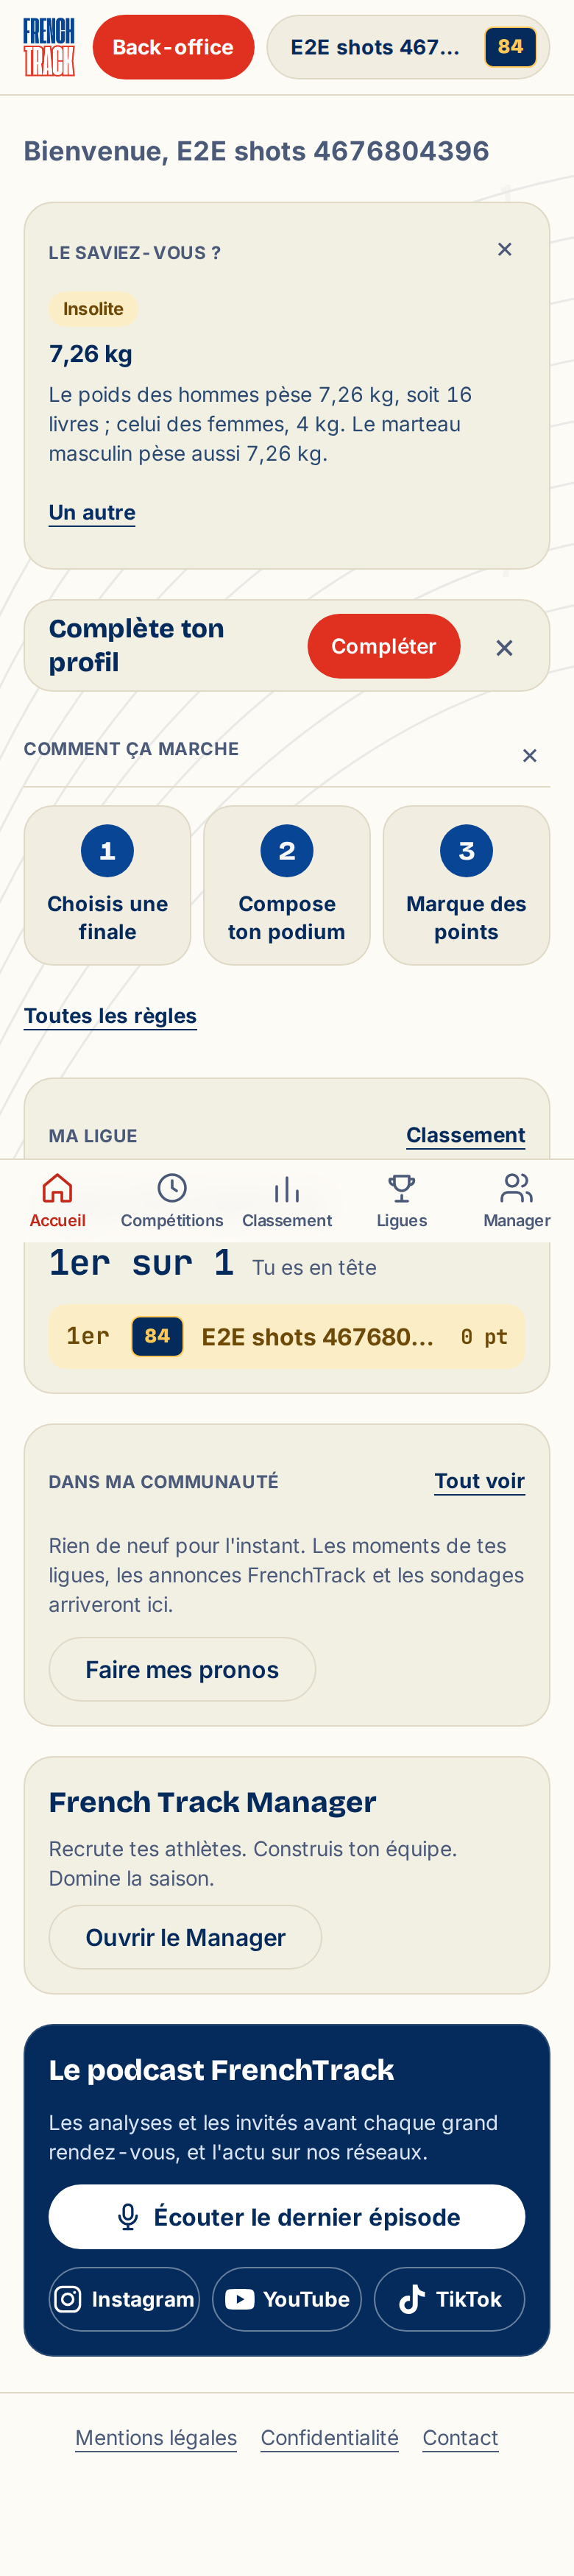 FRENCH
TRACK
Back-office
E2E shots 467...
84
Bienvenue, E2E shots 4676804396
LE SAVIEZ-VOUS ?
Insolite
7,26 kg
Le poids des hommes pèse 7,26 kg, soit 16
livres ; celui des femmes, 4 kg. Le marteau
masculin pèse aussi 7,26 kg.
Un autre
Complète ton
profil
Compléter
COMMENT ÇA MARCHE
1
Choisis une
finale
2
Compose
ton podium
3
Marque des
points
Toutes les règles
MA LIGUE
Classement
Accueil
Compétitions
Classement
Ligues
Manager
1er sur 1
Tu es en tête
1er
84
E2E shots 467680...
0 pt
DANS MA COMMUNAUTÉ
Tout voir
Rien de neuf pour l'instant. Les moments de tes
ligues, les annonces FrenchTrack et les sondages
arriveront ici.
Faire mes pronos
French Track Manager
Recrute tes athlètes. Construis ton équipe.
Domine la saison.
Ouvrir le Manager
Le podcast FrenchTrack
Les analyses et les invités avant chaque grand
rendez-vous, et l'actu sur nos réseaux.
Écouter le dernier épisode
Instagram
YouTube
TikTok
Mentions légales
Confidentialité
Contact